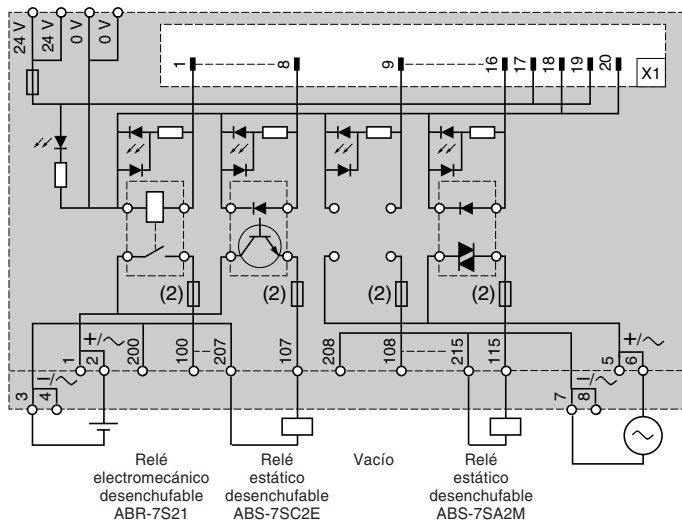 24 V
24 V
0 V
0 V
1
8
9
16
17
18
19
20
X1
(2)
(2)
(2)
(2)
1
2
+/~
200
100
207
107
208
108
215
115
5
6
+/~
3
4
–/~
7
8
–/~
Relé
electromecánico
desenchufable
ABR-7S21
Relé
estático
desenchufable
ABS-7SC2E
Vacío
Relé
estático
desenchufable
ABS-7SA2M